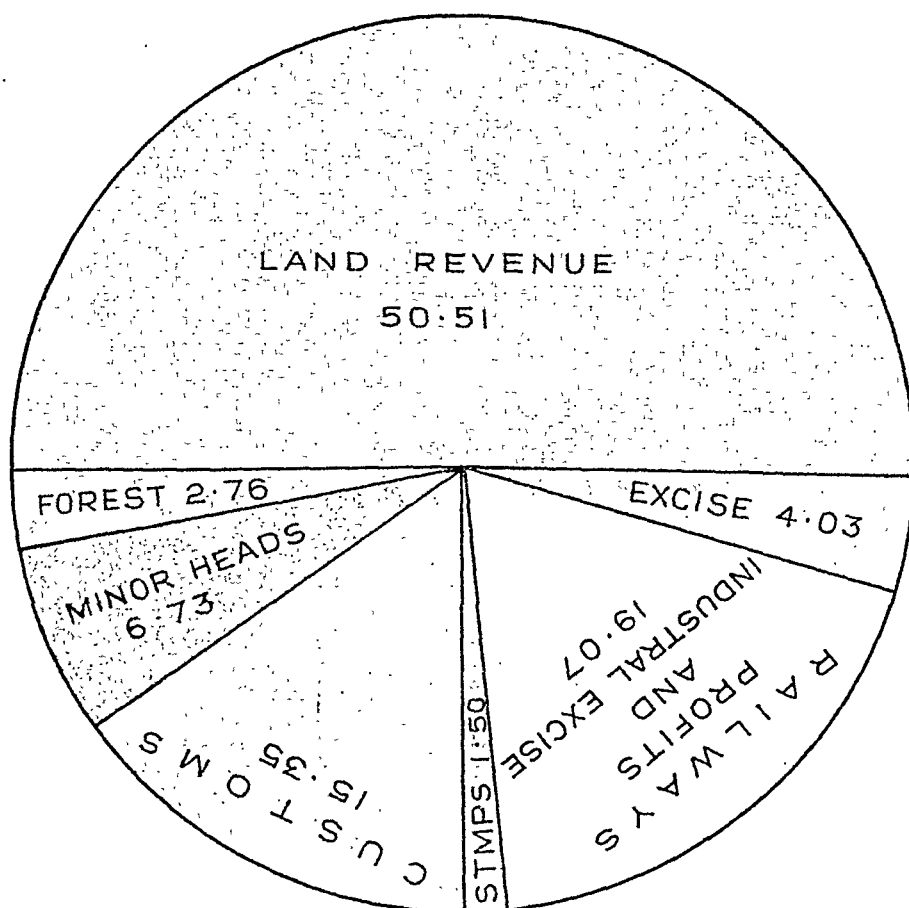 LAND REVENUE
50·51
FOREST 2·76
EXCISE 4·03
MINOR HEADS
6·73
CUSTOMS
15·35
STMPS 1·50
RAILWAYS
PROFITS
AND
INDUSTRAL EXCISE
19·07